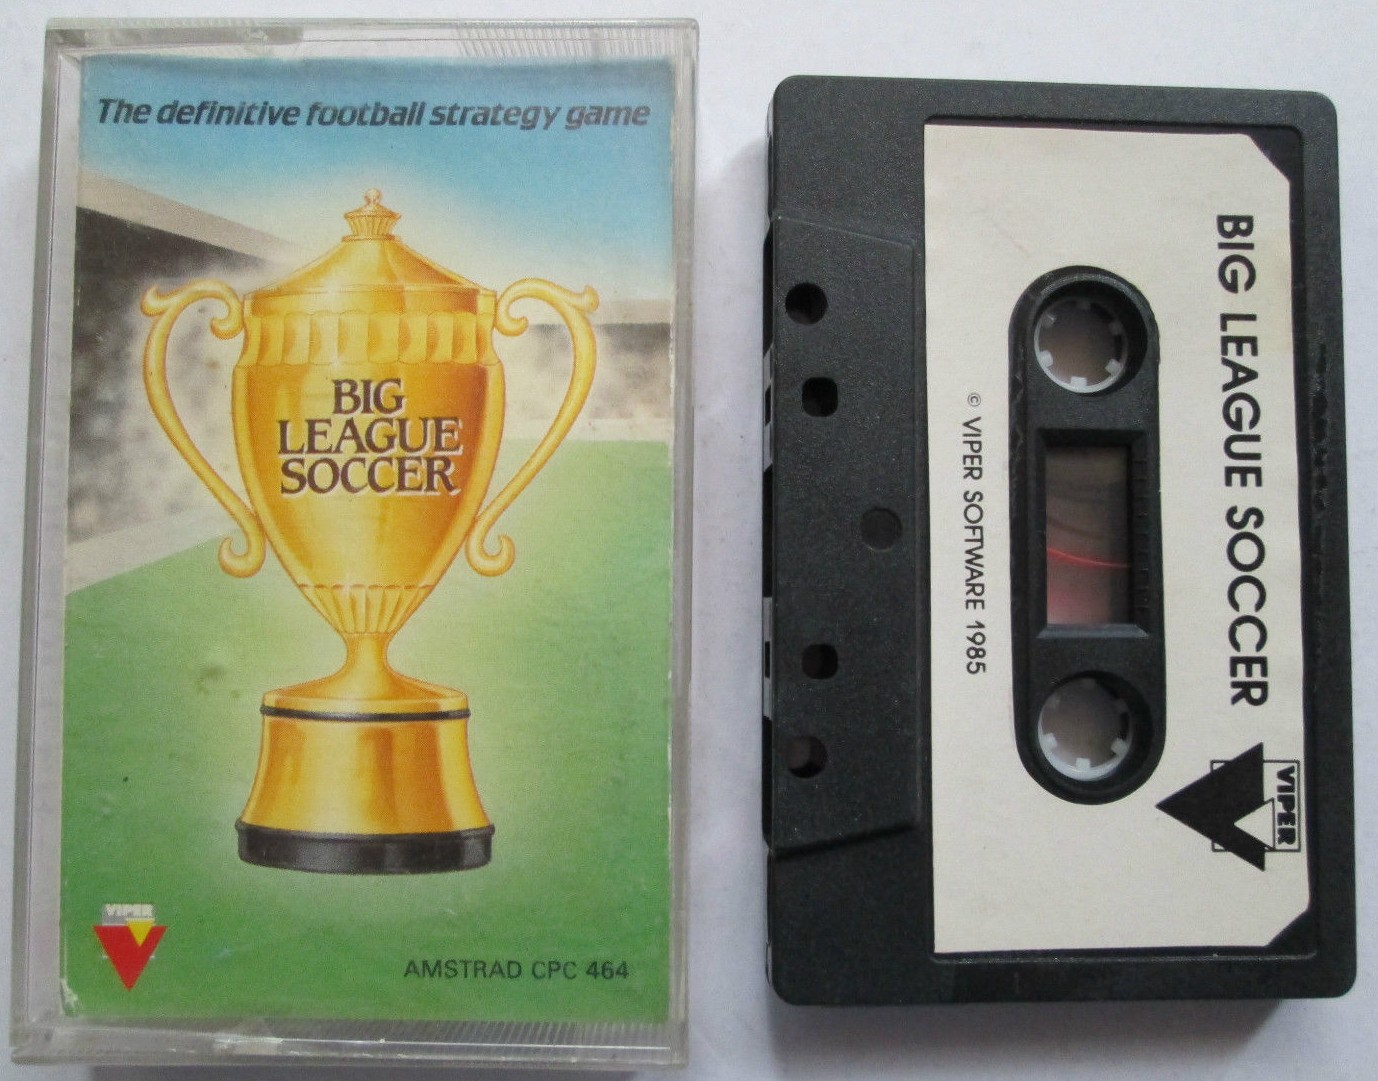 The definitive football strategy game
BIG
LEAGUE
SOCCER
VIPER
AMSTRAD CPC 464
BIG LEAGUE SOCCER
VIPER
© VIPER SOFTWARE 1985